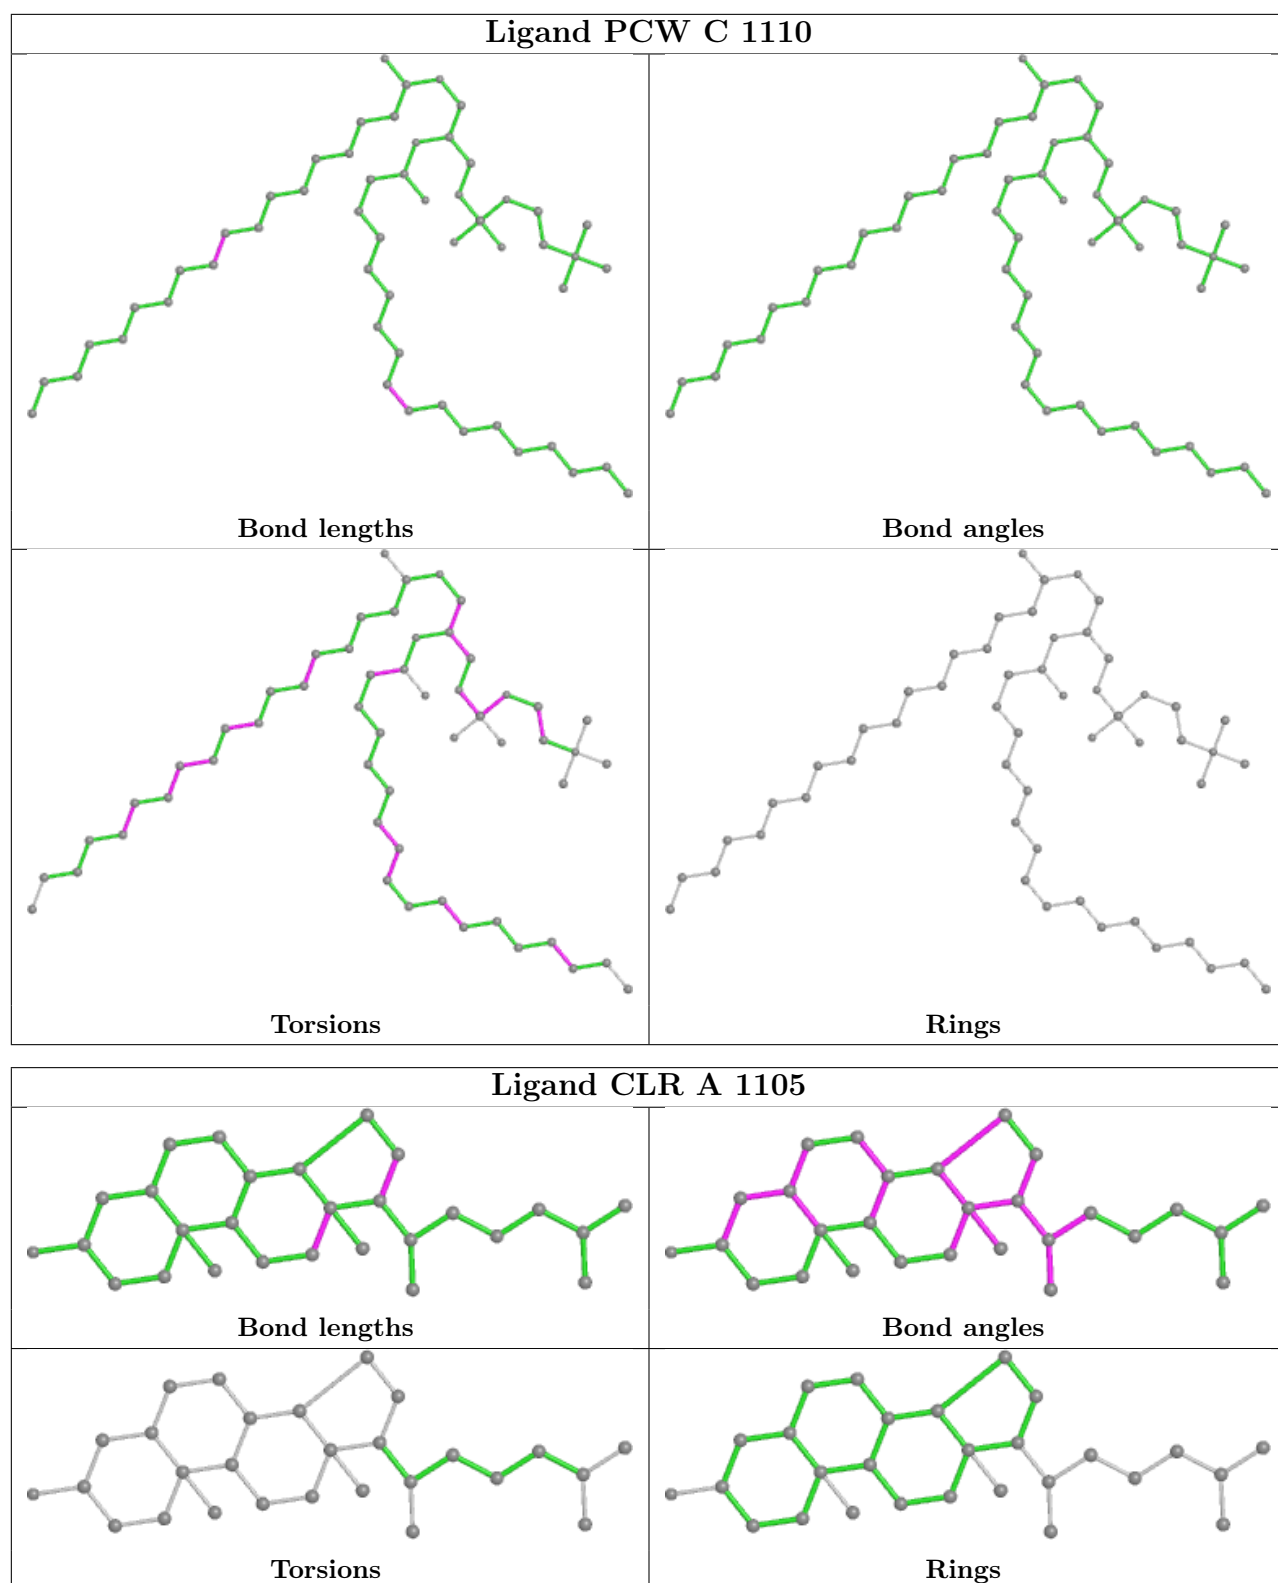 Ligand PCW C 1110
Bond lengths
Bond angles
Torsions
Rings
Ligand CLR A 1105
Bond lengths
Bond angles
Torsions
Rings